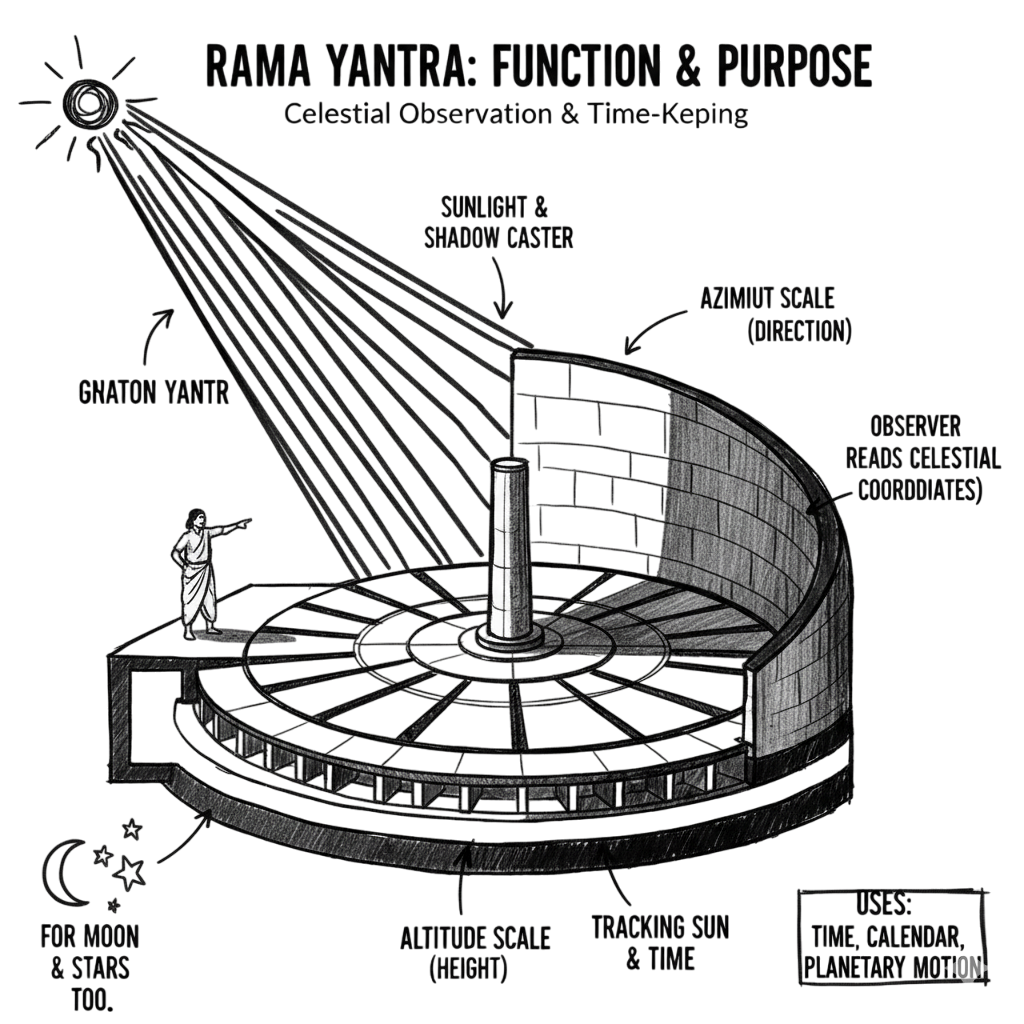 RAMA YANTRA: FUNCTION & PURPOSE
Celestial Observation & Time-Keping
SUNLIGHT &
SHADOW CASTER
AZIMIUT SCALE
(DIRECTION)
GNATON YANTR
OBSERVER
READS CELESTIAL
COORDDIATES)
FOR MOON
& STARS
TOO.
ALTITUDE SCALE
(HEIGHT)
TRACKING SUN
& TIME
USES:
TIME, CALENDAR,
PLANETARY MOTION